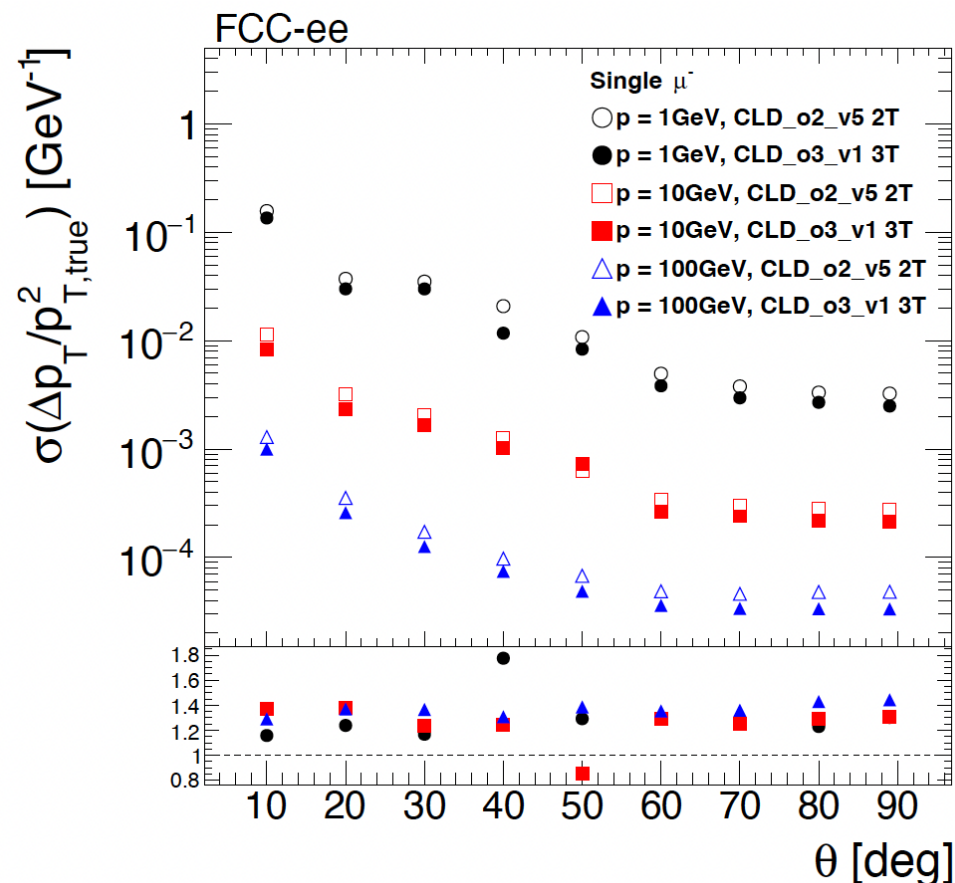 FCC-ee
σ(Δp_T/p²_T,true) [GeV⁻¹]
Single μ⁻
p = 1GeV, CLD_o2_v5 2T
p = 1GeV, CLD_o3_v1 3T
p = 10GeV, CLD_o2_v5 2T
p = 10GeV, CLD_o3_v1 3T
p = 100GeV, CLD_o2_v5 2T
p = 100GeV, CLD_o3_v1 3T
1
10⁻¹
10⁻²
10⁻³
10⁻⁴
1.8
1.6
1.4
1.2
1
0.8
10 20 30 40 50 60 70 80 90
θ [deg]